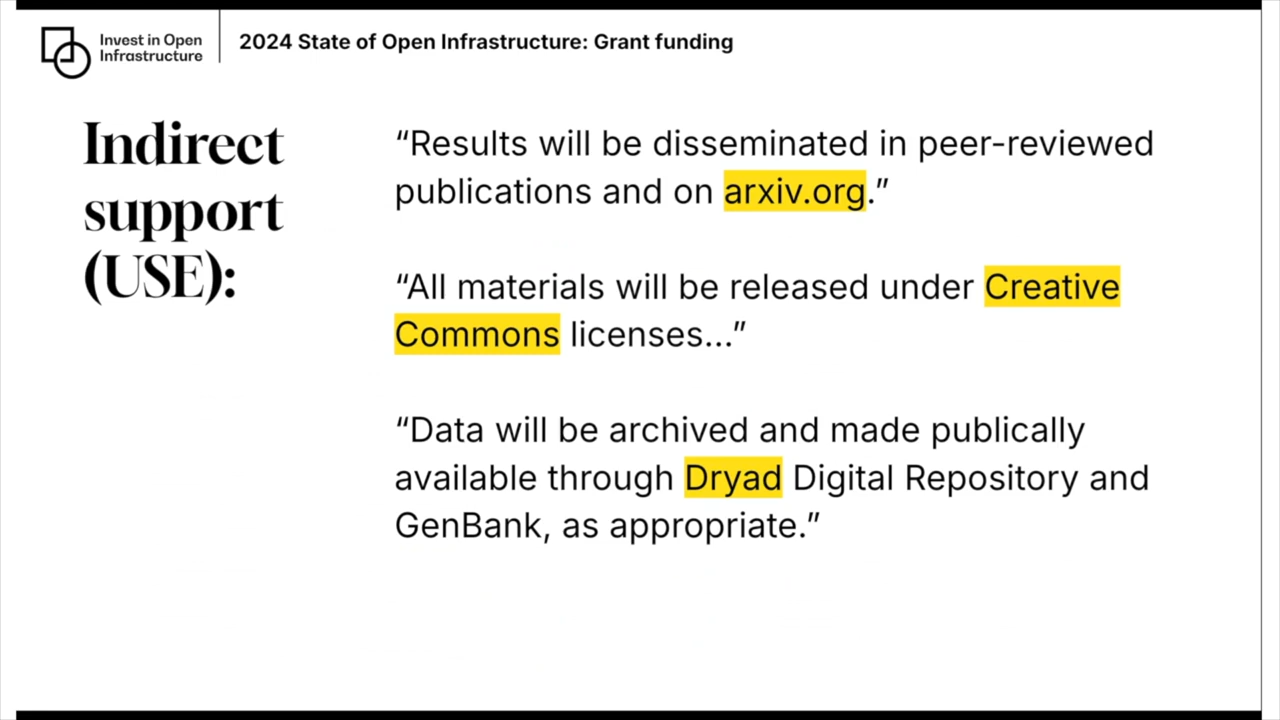 Invest in Open
Infrastructure
2024 State of Open Infrastructure: Grant funding
Indirect
support
(USE):
“Results will be disseminated in peer-reviewed
publications and on arxiv.org.”
“All materials will be released under Creative
Commons licenses...”
“Data will be archived and made publically
available through Dryad Digital Repository and
GenBank, as appropriate.”